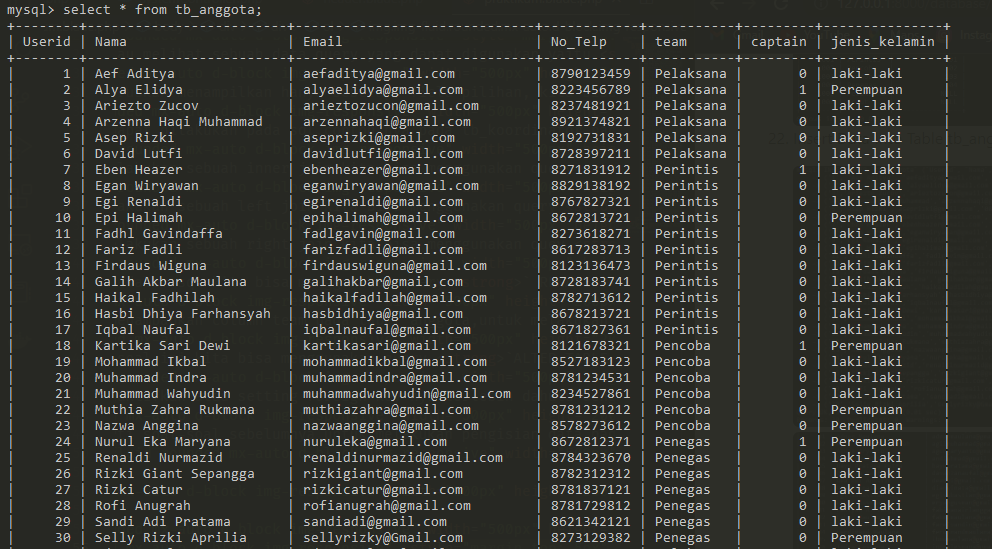 mysql> select * from tb_anggota;
+--------+------------------------+------------------------------+------------+-----------+---------+---------------+
| Userid | Nama | Email | No_Telp | team | captain | jenis_kelamin |
+--------+------------------------+------------------------------+------------+-----------+---------+---------------+
| 1 | Aef Aditya | aefaditya@gmail.com | 8790123459 | Pelaksana | 0 | laki-laki |
| 2 | Alya Elidya | alyaelidya@gmail.com | 8223456789 | Pelaksana | 1 | Perempuan |
| 3 | Ariezto Zucov | arieztozucon@gmail.com | 8237481921 | Pelaksana | 0 | laki-laki |
| 4 | Arzenna Haqi Muhammad | arzennahaqi@gmail.com | 8921374821 | Pelaksana | 0 | laki-laki |
| 5 | Asep Rizki | aseprizki@gmail.com | 8192731831 | Pelaksana | 0 | laki-laki |
| 6 | David Lutfi | davidlutfi@gmail.com | 8728397211 | Pelaksana | 0 | laki-laki |
| 7 | Eben Heazer | ebenheazer@gmail.com | 8271831912 | Perintis | 1 | laki-laki |
| 8 | Egan Wiryawan | eganwiryawan@gmail.com | 8829138192 | Perintis | 0 | laki-laki |
| 9 | Egi Renaldi | egirenaldi@gmail.com | 8767827321 | Perintis | 0 | laki-laki |
| 10 | Epi Halimah | epihalimah@gmail.com | 8672813721 | Perintis | 0 | Perempuan |
| 11 | Fadhl Gavindaffa | fadlgavin@gmail.com | 8273618271 | Perintis | 0 | laki-laki |
| 12 | Fariz Fadli | farizfadli@gmail.com | 8617283713 | Perintis | 0 | laki-laki |
| 13 | Firdaus Wiguna | firdauswiguna@gmail.com | 8123136473 | Perintis | 0 | laki-laki |
| 14 | Galih Akbar Maulana | galihakbar@gmail,com | 8728183741 | Perintis | 0 | laki-laki |
| 15 | Haikal Fadhilah | haikalfadilah@gmail.com | 8782713612 | Perintis | 0 | laki-laki |
| 16 | Hasbi Dhiya Farhansyah | hasbidhiya@gmail.com | 8678213721 | Perintis | 0 | laki-laki |
| 17 | Iqbal Naufal | iqbalnaufal@gmail.com | 8671827361 | Perintis | 0 | laki-laki |
| 18 | Kartika Sari Dewi | kartikasari@gmail.com | 8121678321 | Pencoba | 1 | Perempuan |
| 19 | Mohammad Ikbal | mohammadikbal@gmail.com | 8527183123 | Pencoba | 0 | laki-laki |
| 20 | Muhammad Indra | muhammadindra@gmail.com | 8781234531 | Pencoba | 0 | laki-laki |
| 21 | Muhammad Wahyudin | muhammadwahyudin@gmail.com | 8234527861 | Pencoba | 0 | laki-laki |
| 22 | Muthia Zahra Rukmana | muthiazahra@gmail.com | 8781231212 | Pencoba | 0 | Perempuan |
| 23 | Nazwa Anggina | nazwaanggina@gmail.com | 8578273612 | Pencoba | 0 | Perempuan |
| 24 | Nurul Eka Maryana | nuruleka@gmail.com | 8672812371 | Penegas | 1 | Perempuan |
| 25 | Renaldi Nurmazid | renaldinurmazid@gmail.com | 8784323670 | Penegas | 0 | laki-laki |
| 26 | Rizki Giant Sepangga | rizkigiant@gmail.com | 8782312312 | Penegas | 0 | laki-laki |
| 27 | Rizki Catur | rizkicatur@gmail.com | 8781837121 | Penegas | 0 | laki-laki |
| 28 | Rofi Anugrah | rofianugrah@gmail.com | 8781729812 | Penegas | 0 | laki-laki |
| 29 | Sandi Adi Pratama | sandiadi@gmail.com | 8621342121 | Penegas | 0 | laki-laki |
| 30 | Selly Rizki Aprilia | sellyrizky@Gmail.com | 8273129382 | Penegas | 0 | Perempuan |